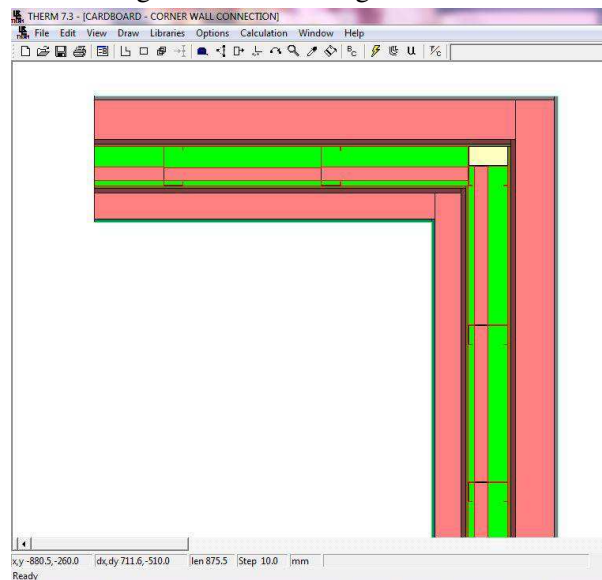 THERM 7.3 - [CARDBOARD - CORNER WALL CONNECTION]
File Edit View Draw Libraries Options Calculation Window Help
x,y -880.5,-260.0 dx,dy 711.6,-510.0 len 875.5 Step 10.0 mm
Ready